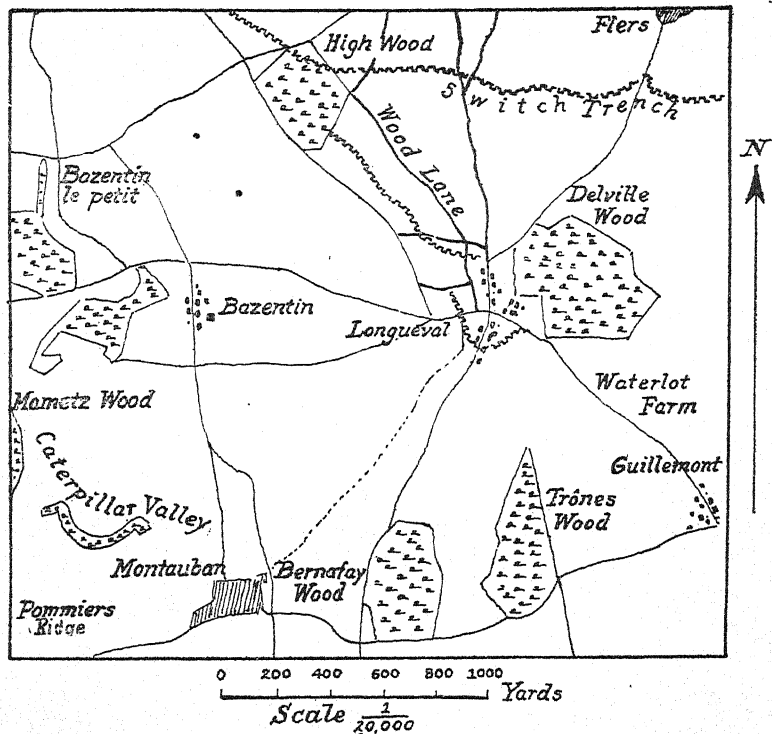 High Wood
Flers
Switch Trench
Wood Lane
N
Bazentin
le petit
Delville
Wood
Bazentin
Longueval
Waterlot
Farm
Mametz Wood
Guillemont
Caterpillar Valley
Trônes
Wood
Montauban
Bernafay
Wood
Pommiers
Ridge
0 200 400 600 800 1000
Yards
Scale 1/20,000